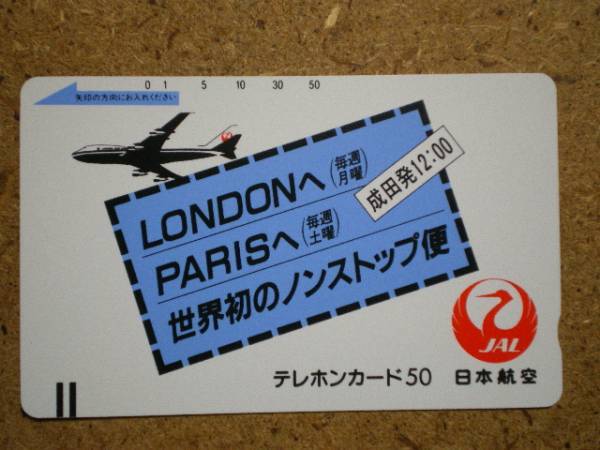 0 1 5 10 30 50
矢印の方向にお入れください
LONDONへ(毎週月曜)
成田発12:00
PARISへ(毎週土曜)
世界初のノンストップ便
JAL
テレホンカード50 日本航空